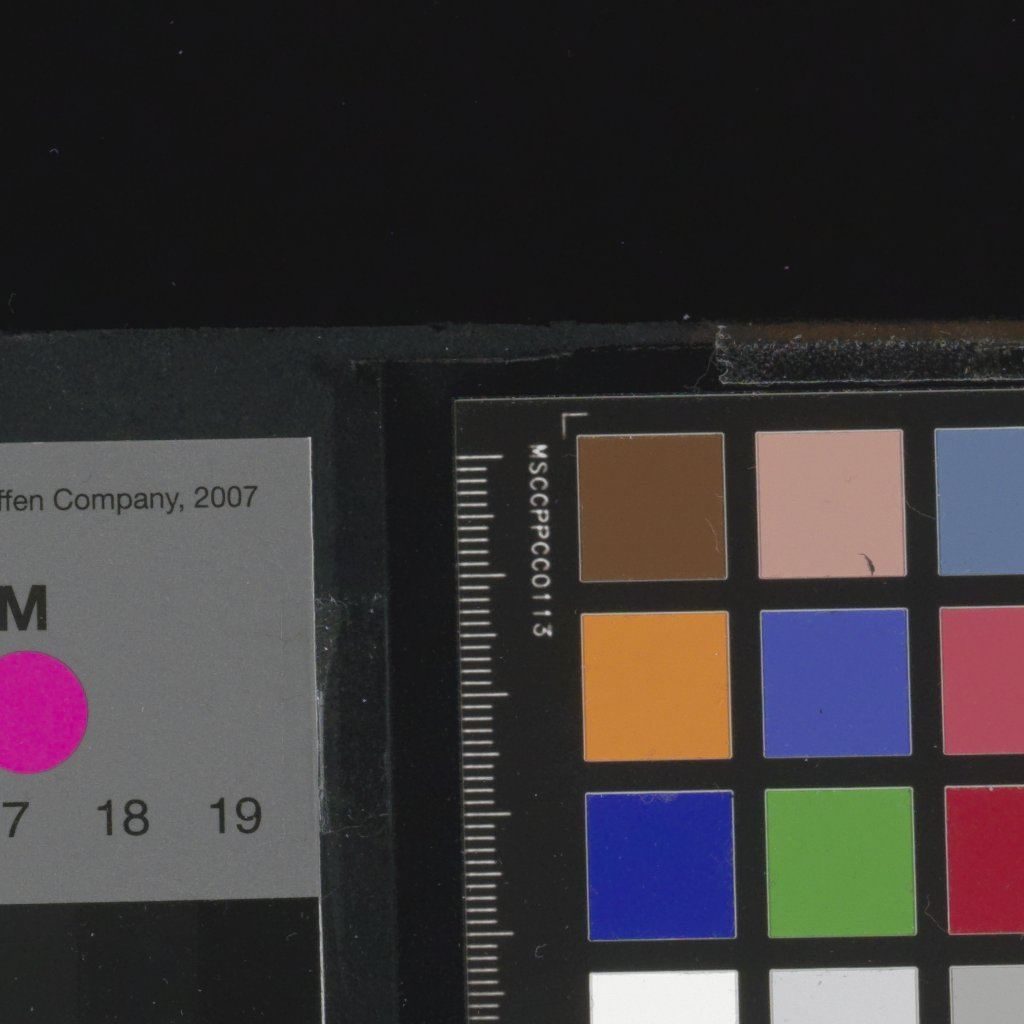 ffen Company, 2007
M
7 18 19
MSCCPPCC0113